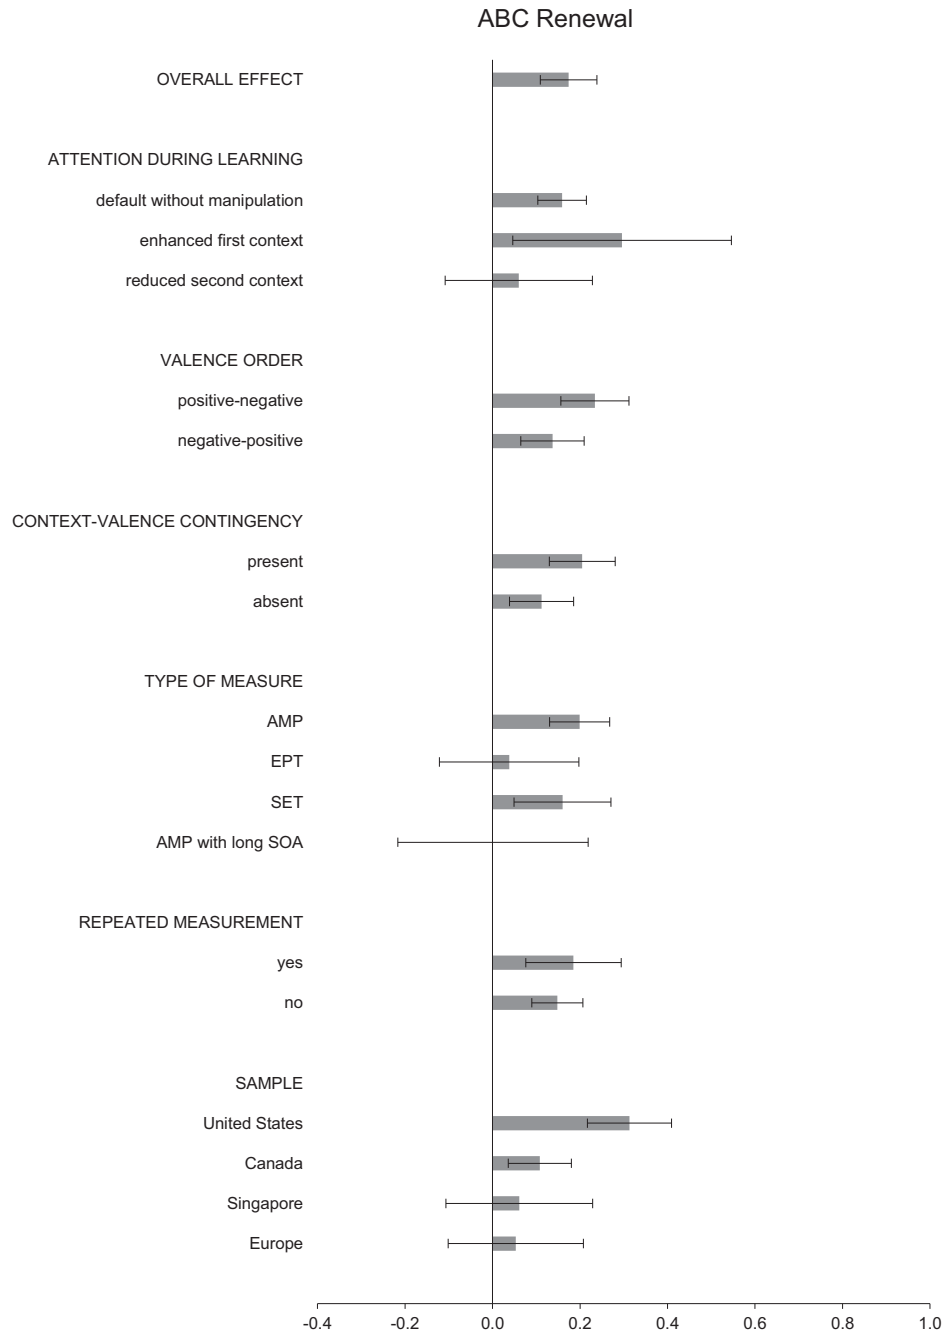 ABC Renewal
OVERALL EFFECT
ATTENTION DURING LEARNING
default without manipulation
enhanced first context
reduced second context
VALENCE ORDER
positive-negative
negative-positive
CONTEXT-VALENCE CONTINGENCY
present
absent
TYPE OF MEASURE
AMP
EPT
SET
AMP with long SOA
REPEATED MEASUREMENT
yes
no
SAMPLE
United States
Canada
Singapore
Europe
-0.4 -0.2 0.0 0.2 0.4 0.6 0.8 1.0